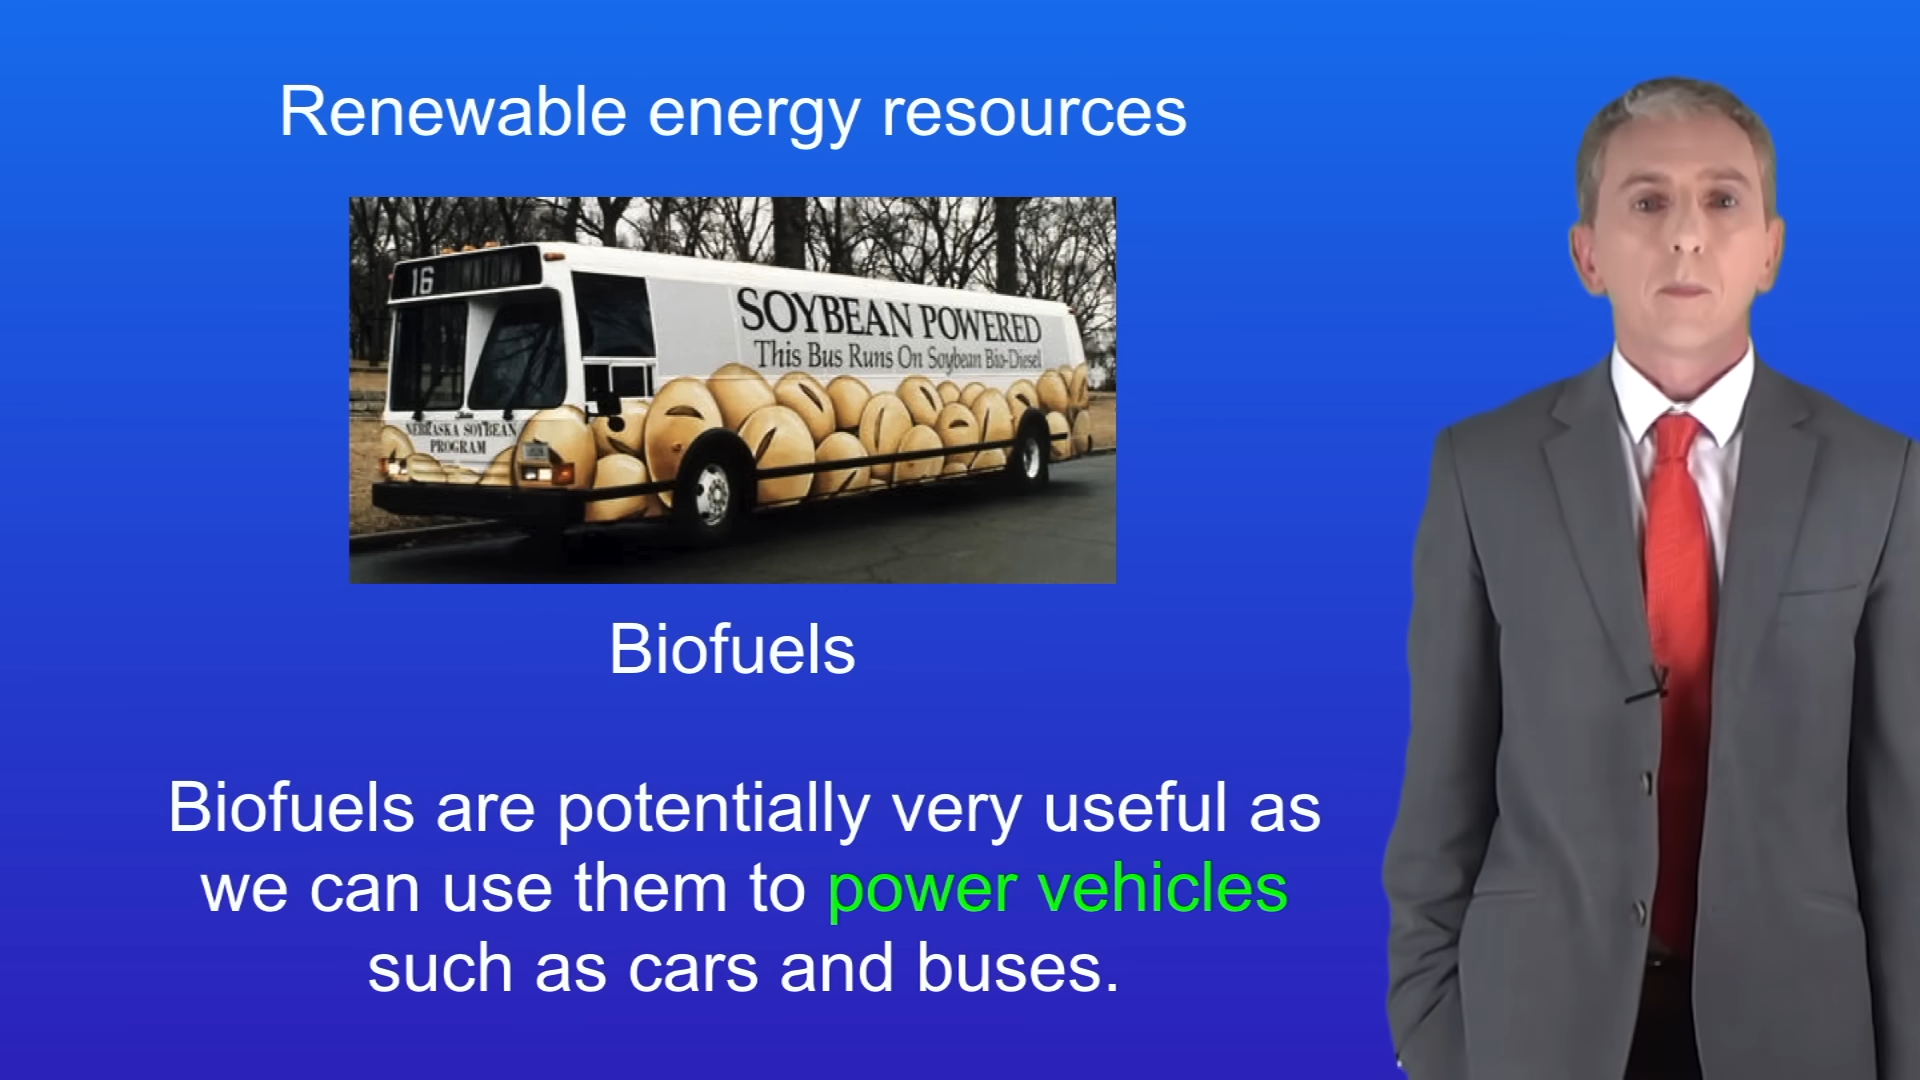 Renewable energy resources
16
SOYBEAN POWERED
This Bus Runs On Soybean Bio-Diesel
NEBRASKA SOYBEAN
PROGRAM
Biofuels
Biofuels are potentially very useful as
we can use them to power vehicles
such as cars and buses.